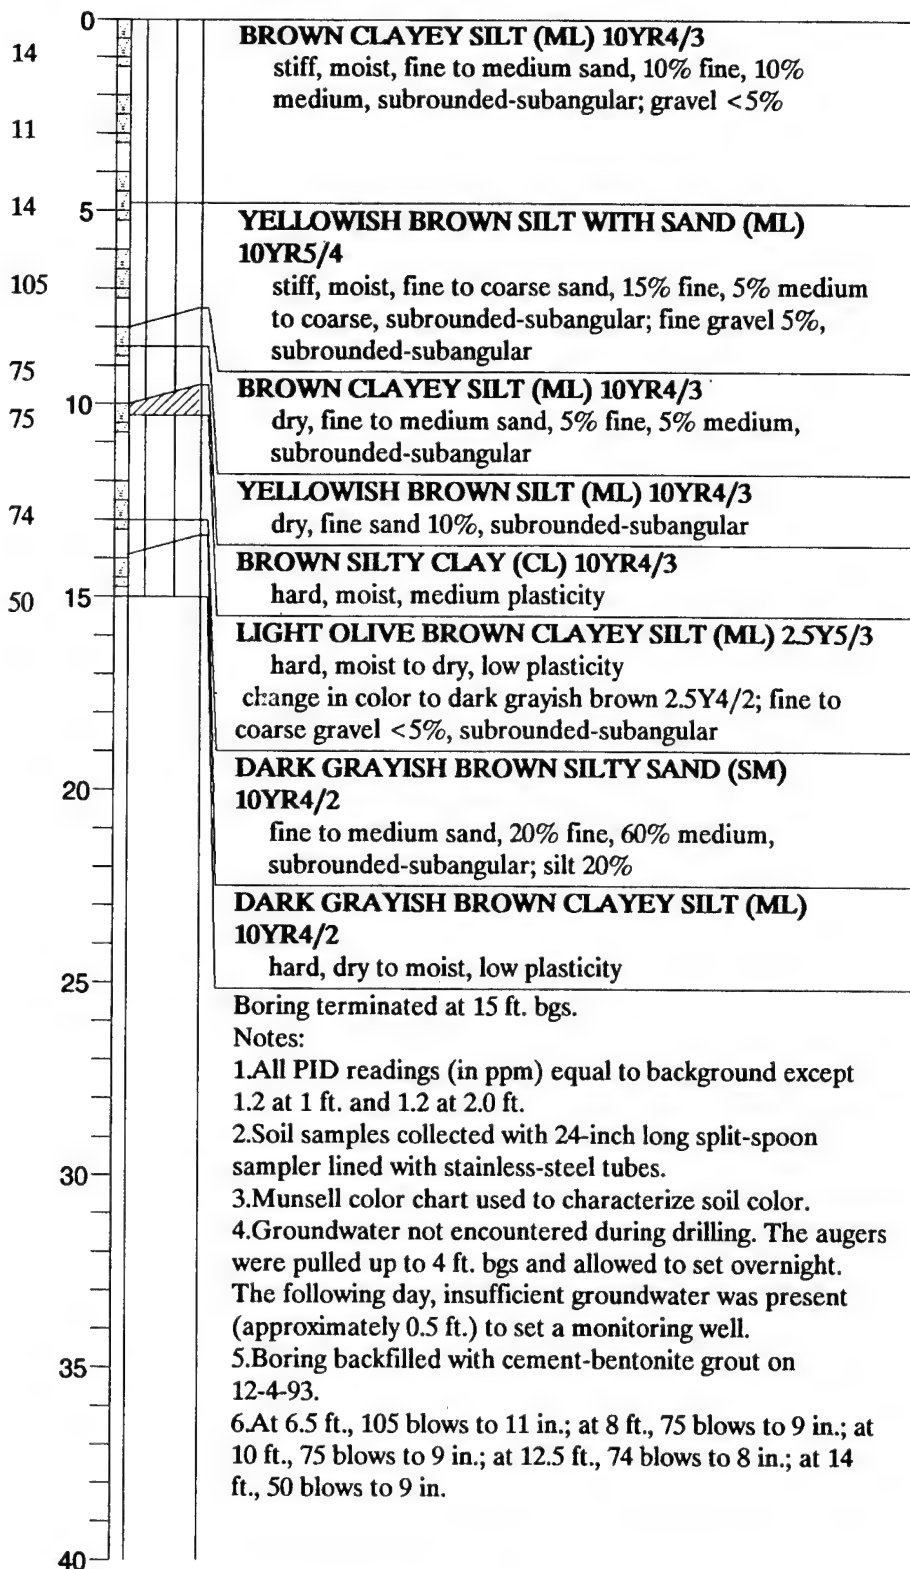 0
BROWN CLAYEY SILT (ML) 10YR4/3
14
stiff, moist, fine to medium sand, 10% fine, 10%
medium, subrounded-subangular; gravel <5%
11
14
5
YELLOWISH BROWN SILT WITH SAND (ML)
10YR5/4
105
stiff, moist, fine to coarse sand, 15% fine, 5% medium
to coarse, subrounded-subangular; fine gravel 5%,
subrounded-subangular
75
BROWN CLAYEY SILT (ML) 10YR4/3
10
75
dry, fine to medium sand, 5% fine, 5% medium,
subrounded-subangular
YELLOWISH BROWN SILT (ML) 10YR4/3
74
dry, fine sand 10%, subrounded-subangular
BROWN SILTY CLAY (CL) 10YR4/3
50
15
hard, moist, medium plasticity
LIGHT OLIVE BROWN CLAYEY SILT (ML) 2.5Y5/3
hard, moist to dry, low plasticity
change in color to dark grayish brown 2.5Y4/2; fine to
coarse gravel <5%, subrounded-subangular
DARK GRAYISH BROWN SILTY SAND (SM)
20
10YR4/2
fine to medium sand, 20% fine, 60% medium,
subrounded-subangular; silt 20%
DARK GRAYISH BROWN CLAYEY SILT (ML)
10YR4/2
hard, dry to moist, low plasticity
25
Boring terminated at 15 ft. bgs.
Notes:
1.All PID readings (in ppm) equal to background except
1.2 at 1 ft. and 1.2 at 2.0 ft.
2.Soil samples collected with 24-inch long split-spoon
sampler lined with stainless-steel tubes.
30
3.Munsell color chart used to characterize soil color.
4.Groundwater not encountered during drilling. The augers
were pulled up to 4 ft. bgs and allowed to set overnight.
The following day, insufficient groundwater was present
(approximately 0.5 ft.) to set a monitoring well.
35
5.Boring backfilled with cement-bentonite grout on
12-4-93.
6.At 6.5 ft., 105 blows to 11 in.; at 8 ft., 75 blows to 9 in.; at
10 ft., 75 blows to 9 in.; at 12.5 ft., 74 blows to 8 in.; at 14
ft., 50 blows to 9 in.
40